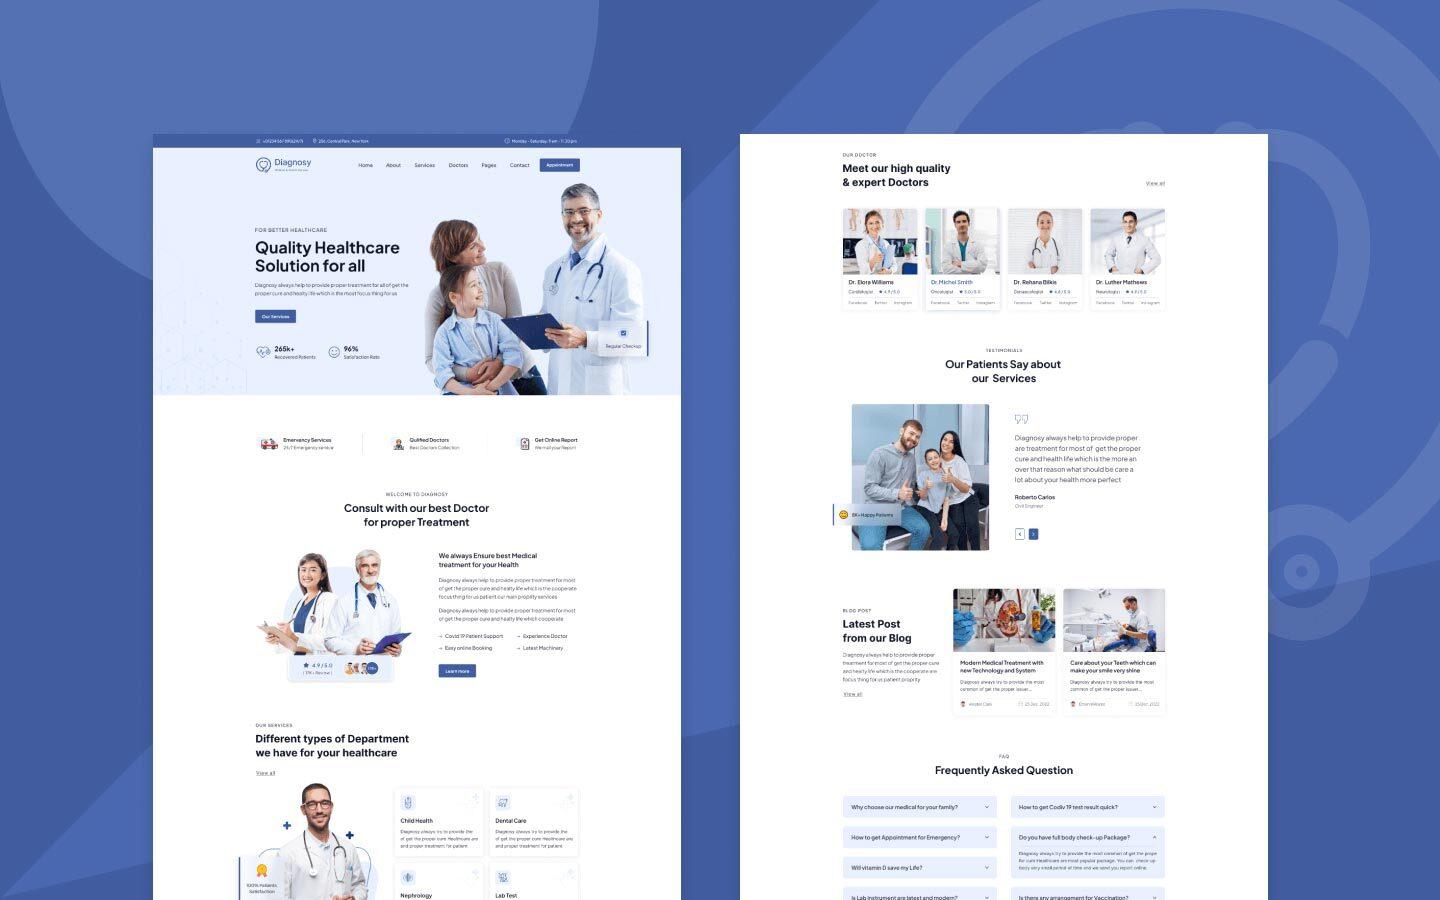 256, Central Park, New York
Monday - Saturday: 9 am - 11:30 pm
Diagnosy
Home
About
Services
Doctors
Pages
Contact
Appointment
FOR BETTER HEALTHCARE
Quality Healthcare
Solution for all
Diagnosy always help to provide proper treatment for all of get the
proper cure and healty life which is the most focus thing for us
Our Services
265k+
Recovered Patients
96%
Satisfaction Rate
Regular Checkup
Emervency Services
24/7 Emergency service
Qulified Doctors
Best Doctors Collection
Get Online Report
We mail your Report
WELCOME TO DIAGNOSY
Consult with our best Doctor
for proper Treatment
We always Ensure best Medical
treatment for your Health
Diagnosy always help to provide proper treatment for most
of get the proper cure and healty life which is the cooperate
focus thing for us patient our main
Diagnosy always help to provide proper treatment for most
of get the proper cure and healty life which cooperate
→ Covid 19 Patient Support
→ Experience Doctor
→ Easy online Booking
→ Latest Machinery
Learn more
4.9 / 5.0
OUR SERVICES
Different types of Department
we have for your healthcare
View all
100% Patients
Satisfaction
Child Health
Diagnosy always try to provide the
of get the proper cure Healthcare are
and proper treatment for patient
Dental Care
Diagnosy always try to provide the
of get the proper cure Healthcare are
and proper treatment for patient
Nephrology
Lab Test
OUR DOCTOR
Meet our high quality
& expert Doctors
View all
Dr. Elora Williams
Cardiologist
4.9 / 5.0
Facebook Twitter Instagram
Dr. Michel Smith
Oncologist
5.0 / 5.0
Facebook Twitter Instagram
Dr. Rehana Bilkis
4.8 / 5.0
Facebook Twitter Instagram
Dr. Luther Mathews
Neurologist
4.8 / 5.0
Facebook Twitter Instagram
TESTIMONIALS
Our Patients Say about
our Services
8K+ Happy Patients
Diagnosy always help to provide proper
are treatment for most of get the proper
cure and health life which is the more an
over that reason what should be care a
lot about your health more perfect
Roberto Carlos
Civil Engineer
BLOG POST
Latest Post
from our Blog
Diagnosy always help to provide proper
treatment for most of get the proper cure
and healty life which is the cooperate are
focus thing for us patient proprity
View all
Modern Medical Treatment with
new Technology and System
Diagnosy always try to provide the most
common of get the proper issuer...
25 Dec, 2022
Care about your Teeth which can
make your smile very shine
Diagnosy always try to provide the most
common of get the proper issuer...
25 Dec, 2022
FAQ
Frequently Asked Question
Why choose our medical for your family?
How to get Appointment for Emergency?
Will vitamin D save my Life?
Is Lab instrument are latest and modern?
How to get Codiv 19 test result quick?
Do you have full body check-up Package?
Diagnosy always try to provide the most common of get the prope
for cure Healthcare are most popular package. You can check-up
body very small period of time and we send you report online.
Is there any arrangement for Vaccination?